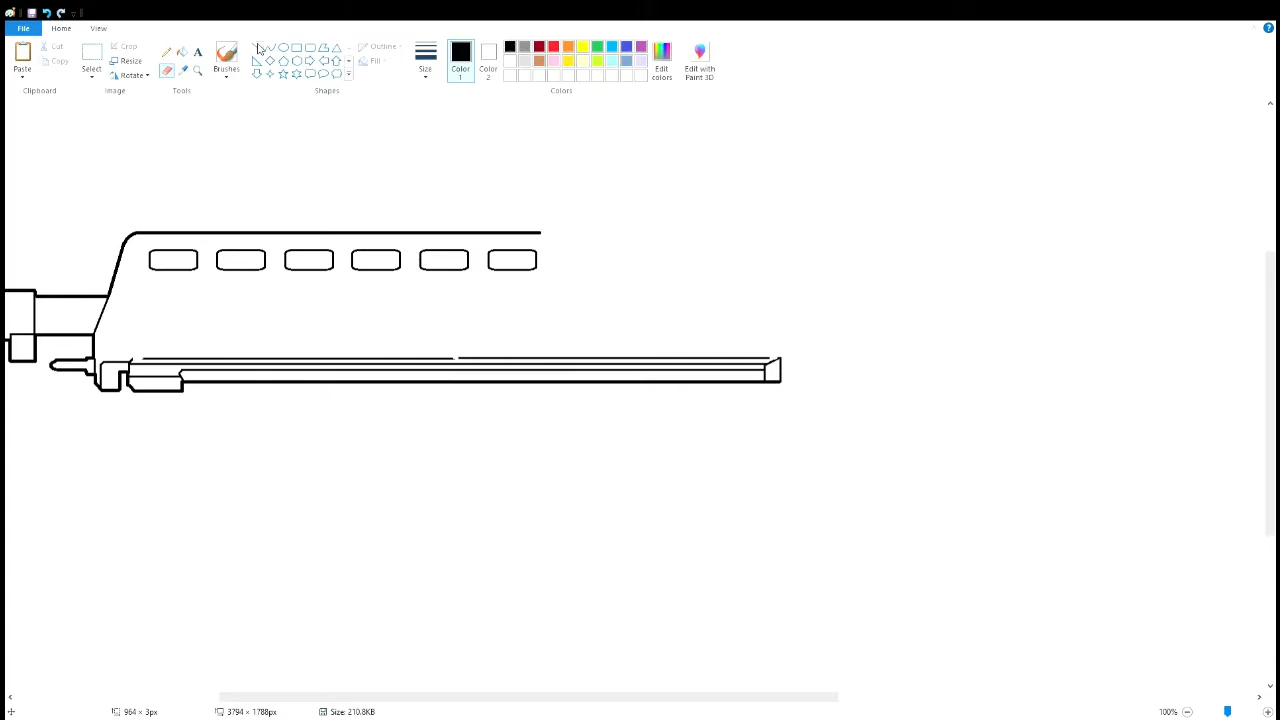 File Home View
Paste Cut Copy
Clipboard
Select Crop Resize Rotate
Image
A
Tools
Brushes
Shapes
Outline Fill
Size
Color 1
Color 2
Edit colors
Colors
Edit with Paint 3D
964 × 3px 3794 × 1788px Size: 210.8KB 100%